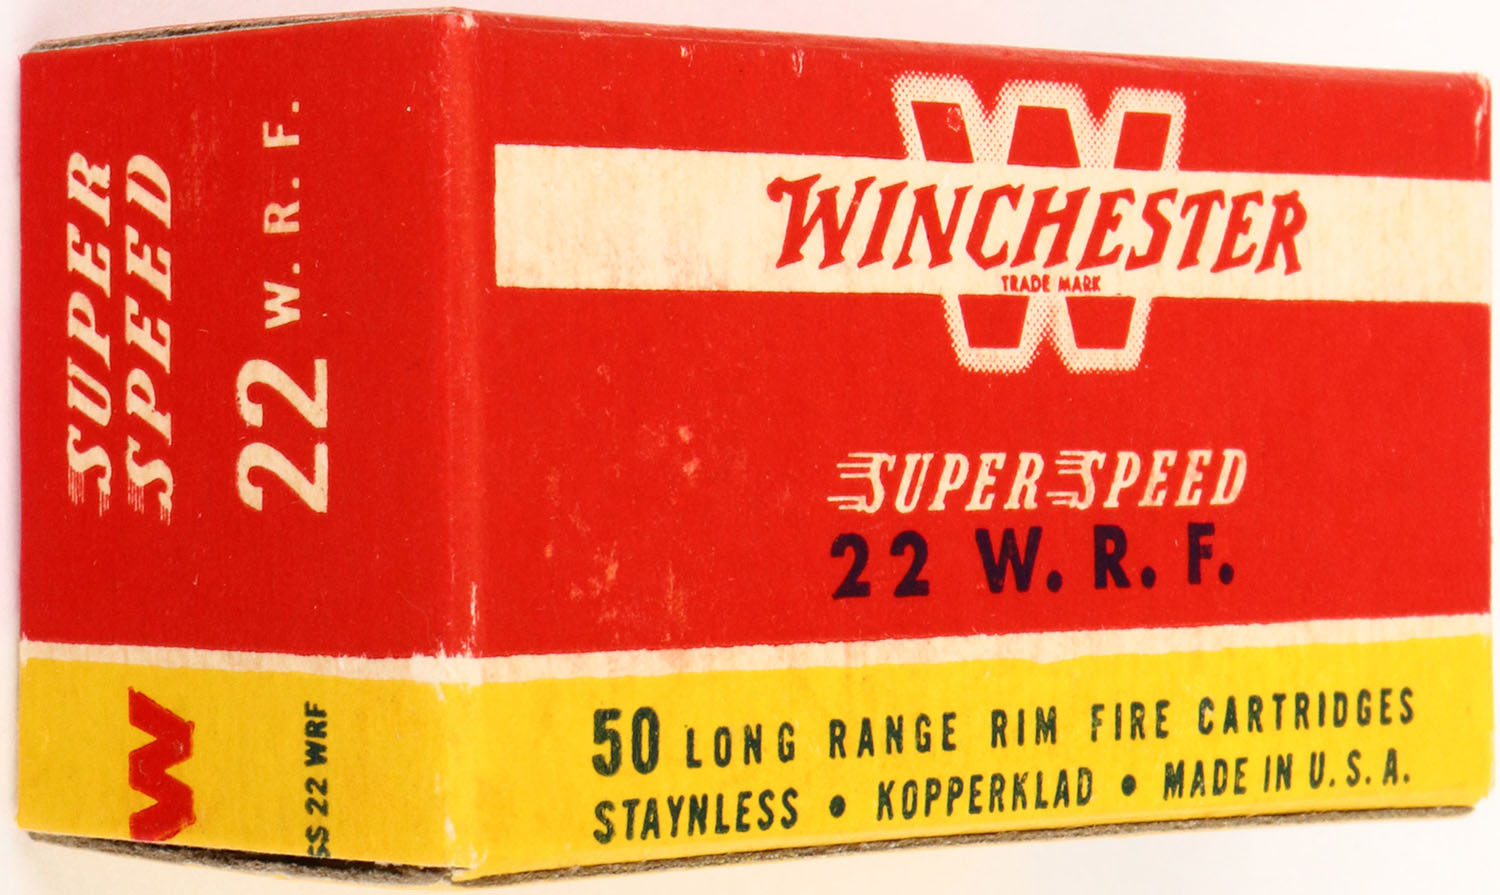 SUPER
SPEED
22 W.R.F.
W
SS 22 WRF
W
WINCHESTER
TRADE MARK
SUPER SPEED
22 W. R. F.
50 LONG RANGE RIM FIRE CARTRIDGES
STAYNLESS • KOPPERKLAD • MADE IN U.S.A.